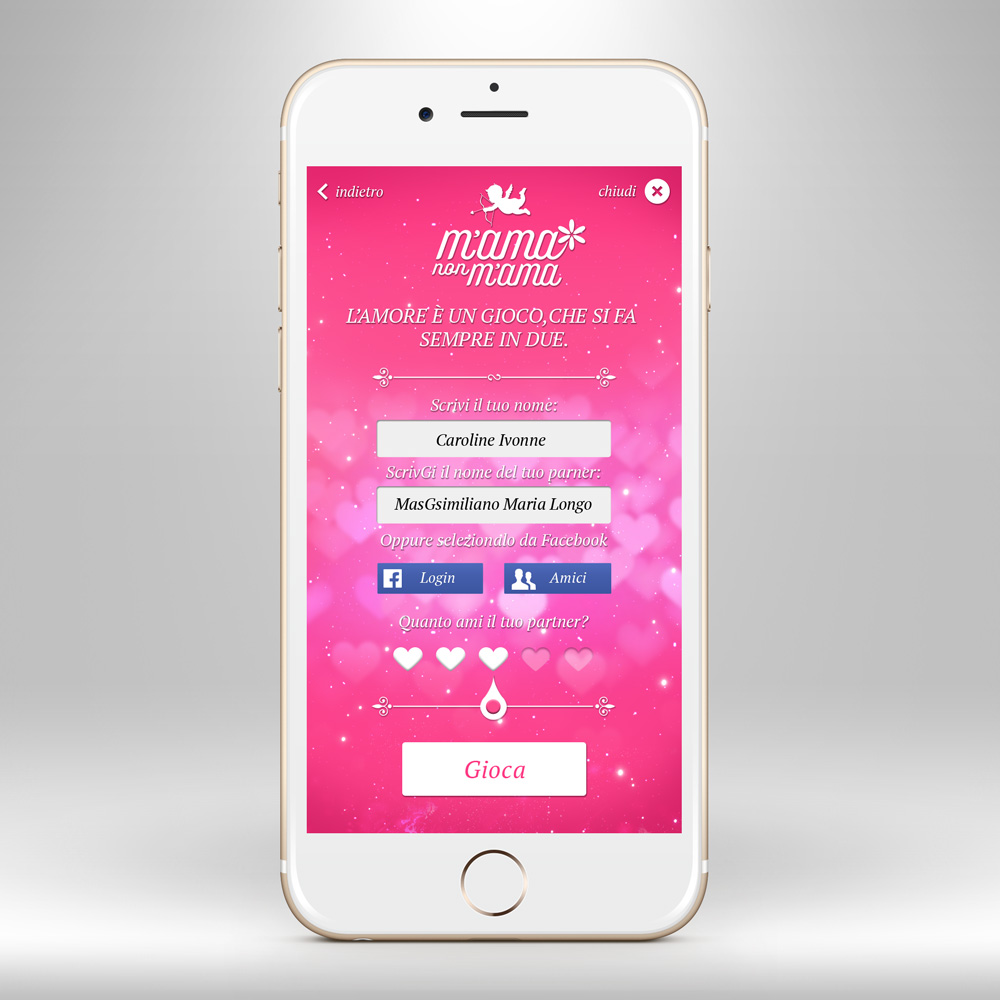 indietro
chiudi
m'ama
non m'ama
L'AMORE È UN GIOCO,CHE SI FA
SEMPRE IN DUE.
Scrivi il tuo nome:
Caroline Ivonne
ScrivGi il nome del tuo parner:
MasGsimiliano Maria Longo
Oppure seleziondlo da Facebook
Login
Amici
Quanto ami il tuo partner?
Gioca